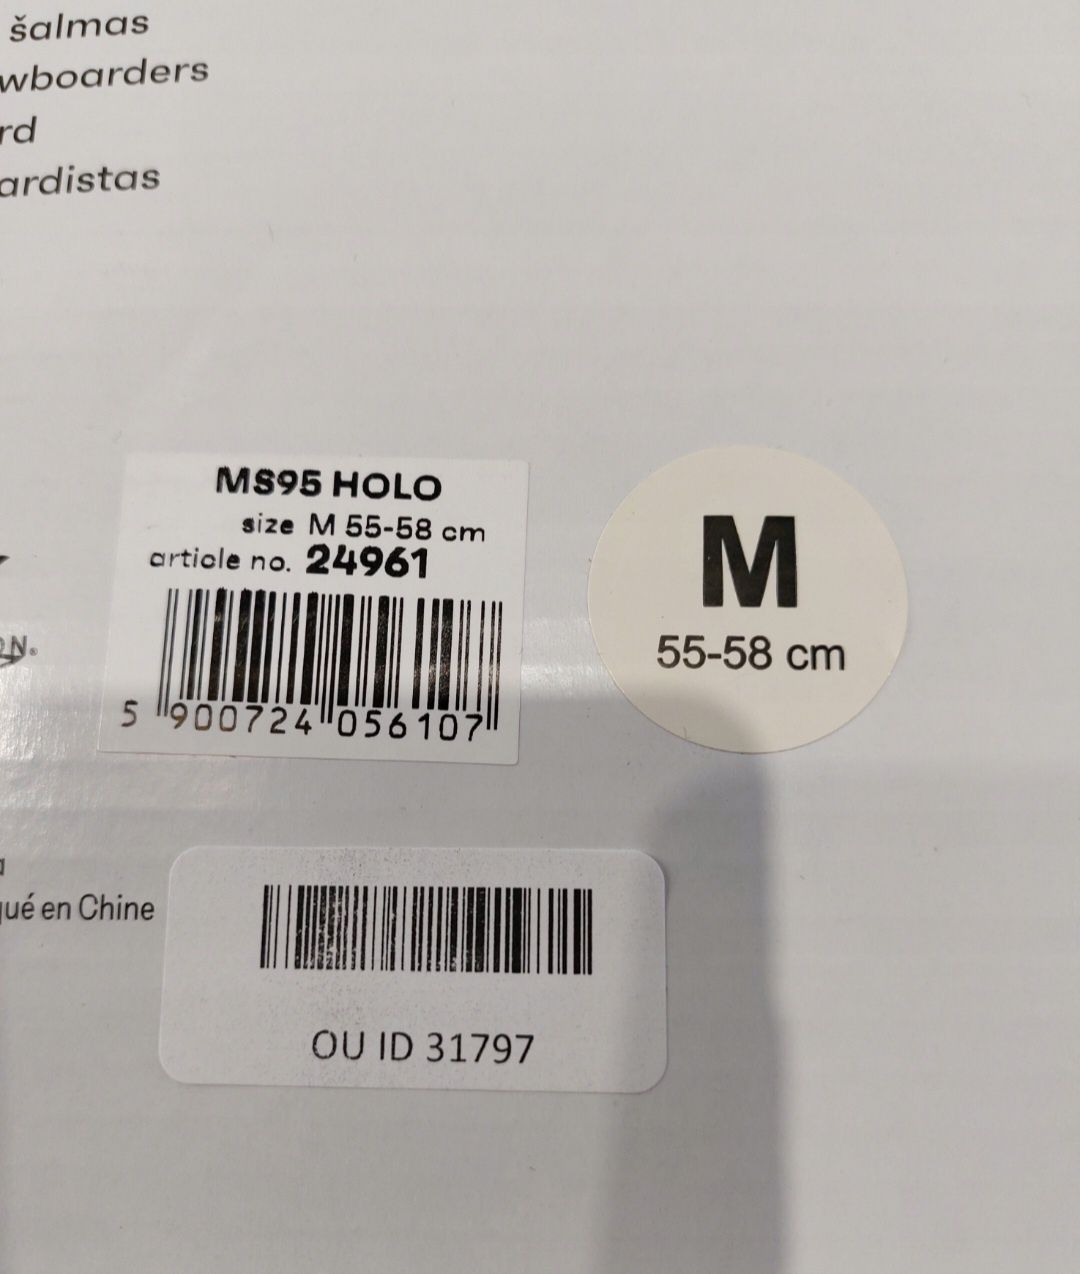 šalmas
wboarders
rd
ardistas
MS95 HOLO
size M 55-58 cm
article no. 24961
5 900724 056107
M
55-58 cm
ON®
qué en Chine
OU ID 31797